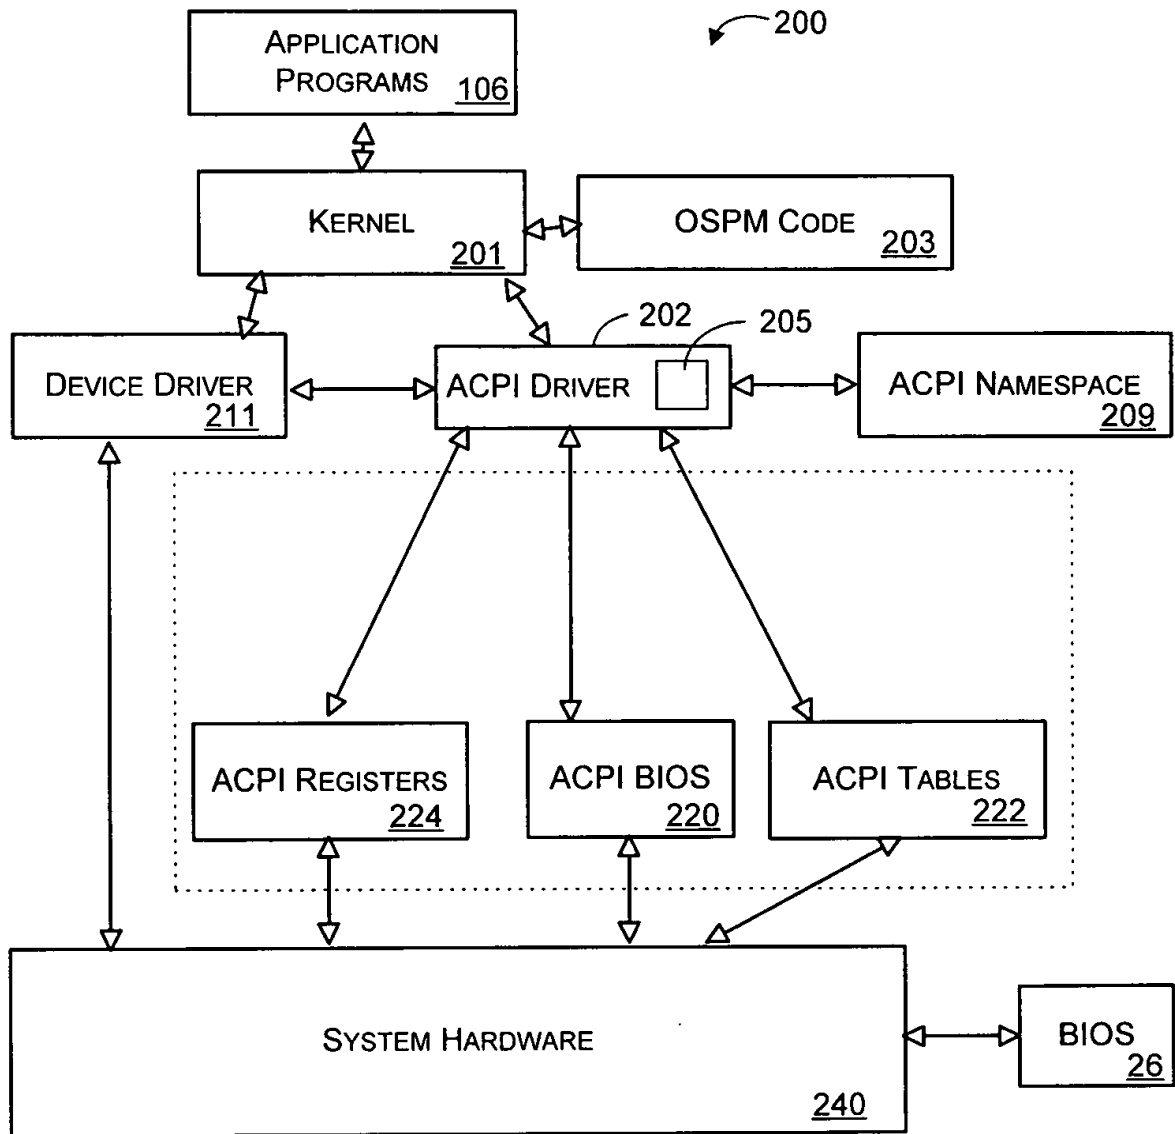 200
APPLICATION
PROGRAMS
106
KERNEL
201
OSPM CODE
203
202
205
DEVICE DRIVER
211
ACPI DRIVER
ACPI NAMESPACE
209
ACPI REGISTERS
224
ACPI BIOS
220
ACPI TABLES
222
SYSTEM HARDWARE
240
BIOS
26